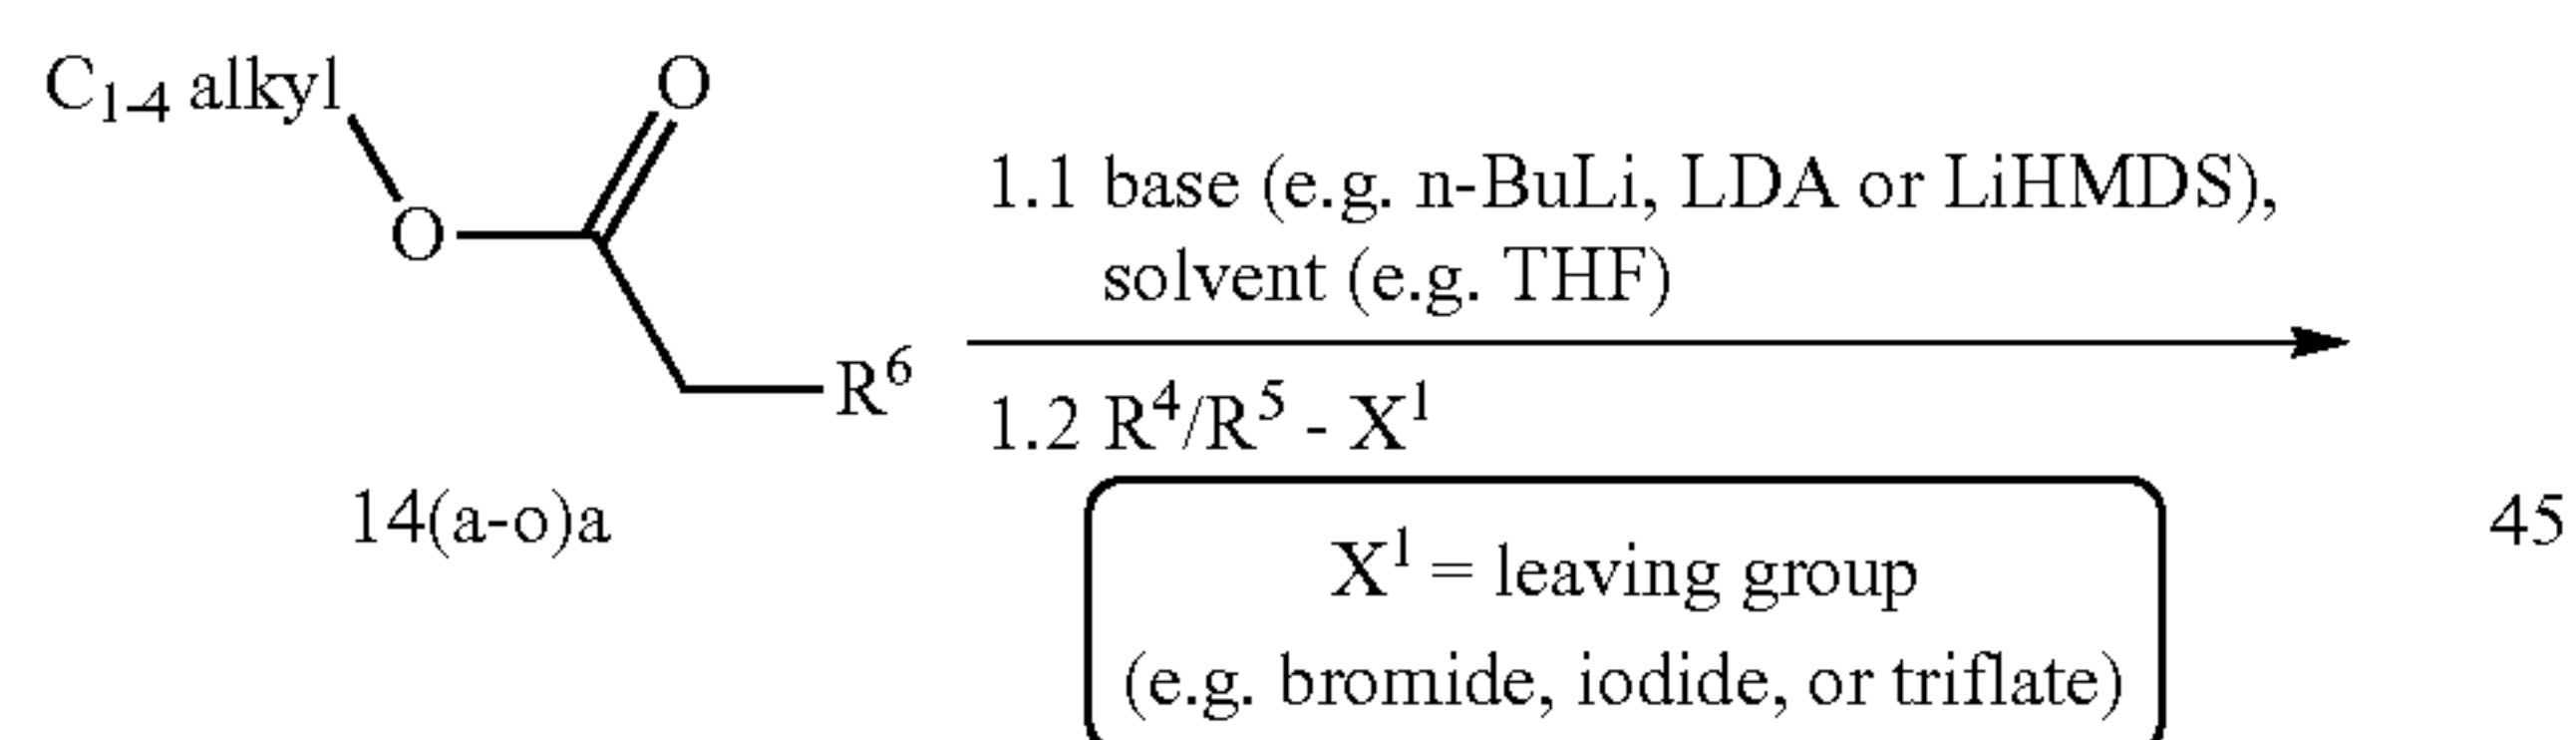 C1-4 alkyl
O
O
R6
14(a-o)a
1.1 base (e.g. n-BuLi, LDA or LiHMDS),
solvent (e.g. THF)
1.2 R4/R5 - X1
X1 = leaving group
(e.g. bromide, iodide, or triflate)
45